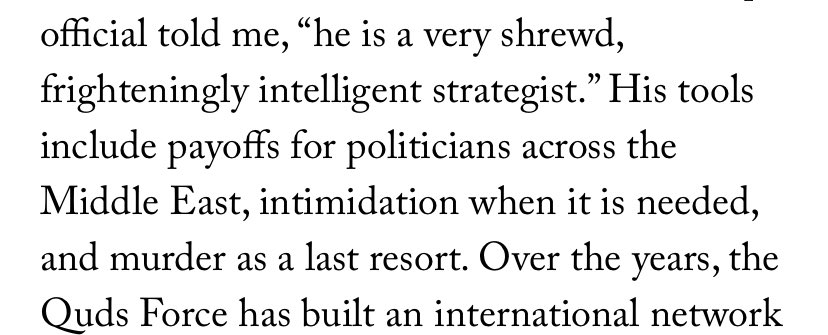 official told me, “he is a very shrewd,
frighteningly intelligent strategist.” His tools
include payoffs for politicians across the
Middle East, intimidation when it is needed,
and murder as a last resort. Over the years, the
Quds Force has built an international network